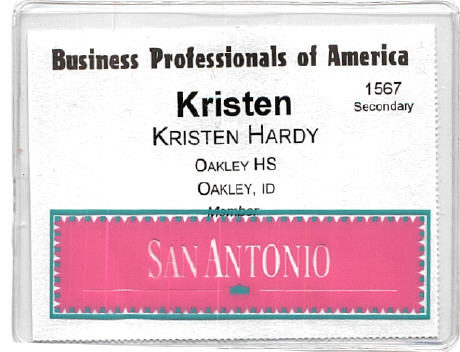 Business Professionals of America
Kristen
1567
Secondary
KRISTEN HARDY
OAKLEY HS
OAKLEY, ID
Member
SAN ANTONIO